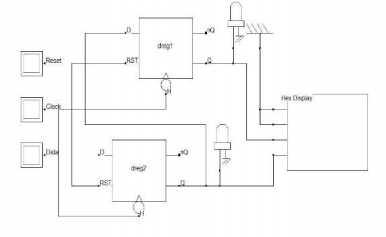 D
nQ
dreg1
Reset
RST
Q
H
Hex Display
Clock
Data
D
nQ
dreg2
RST
Q
H